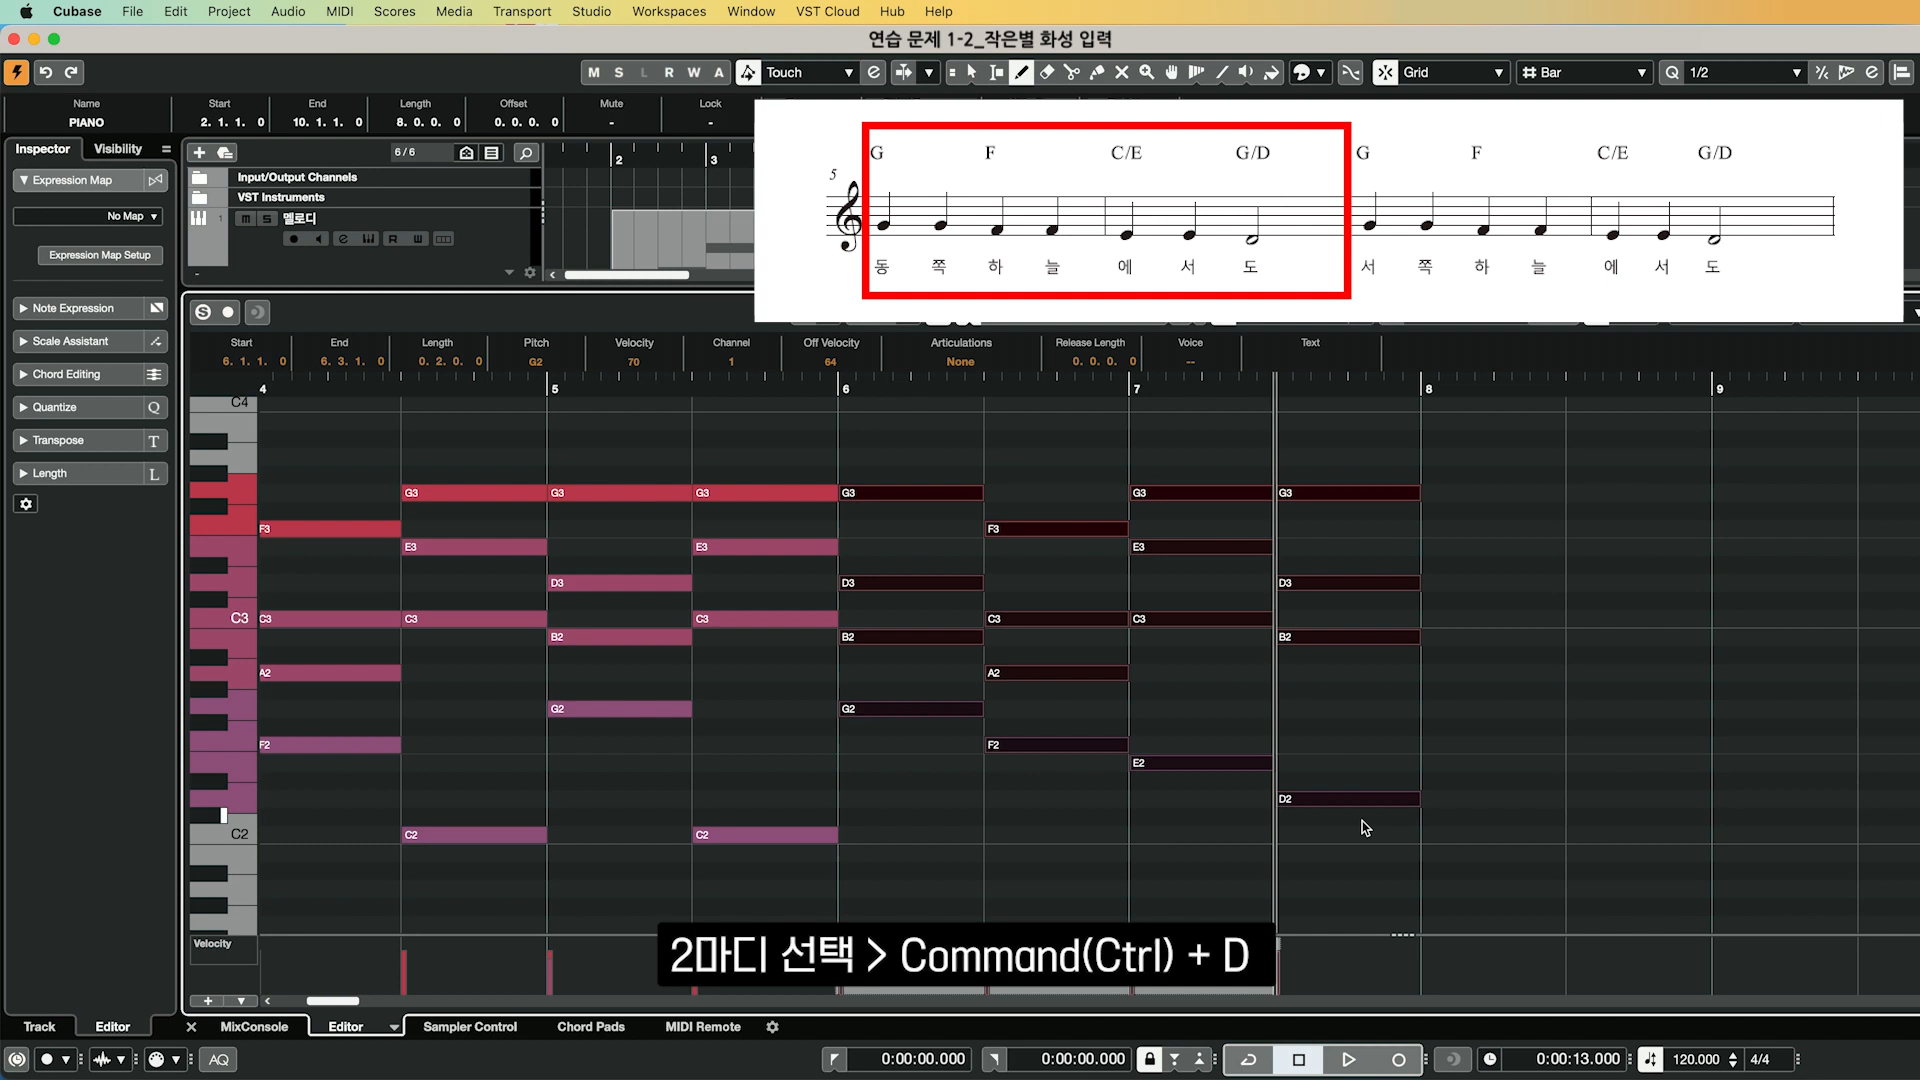 Cubase File Edit Project Audio MIDI Scores Media Transport Studio Workspaces Window VST Cloud Hub Help
연습 문제 1-2_작은별 화성 입력
M S L R W A Touch Grid Bar Q 1/2
Name Start End Length Offset Mute Lock
PIANO 2. 1. 1. 0 10. 1. 1. 0 8. 0. 0. 0 0. 0. 0. 0 - -
Inspector Visibility
6/6 2 3
Expression Map
No Map
Expression Map Setup
Note Expression
Scale Assistant
Chord Editing
Quantize Q
Transpose T
Length L
Input/Output Channels
VST Instruments
1 m S 멜로디
R
G F C/E G/D G F C/E G/D
5
동 쪽 하 늘 에 서 도 서 쪽 하 늘 에 서 도
S
Start End Length Pitch Velocity Channel Off Velocity Articulations Release Length Voice Text
6. 1. 1. 0 6. 3. 1. 0 0. 2. 0. 0 G2 70 1 64 None 0. 0. 0. 0 --
4 5 6 7 8 9
C4
G3 G3 G3 G3 G3 G3
F3 F3
E3 E3 E3
D3 D3 D3
C3 C3 C3 C3 C3 C3
B2 B2 B2
A2 A2
G2 G2
F2 F2
E2
D2
C2 C2 C2
Velocity
2마디 선택 > Command(Ctrl) + D
Track Editor MixConsole Editor Sampler Control Chord Pads MIDI Remote
AQ 0:00:00.000 0:00:00.000 0:00:13.000 120.000 4/4